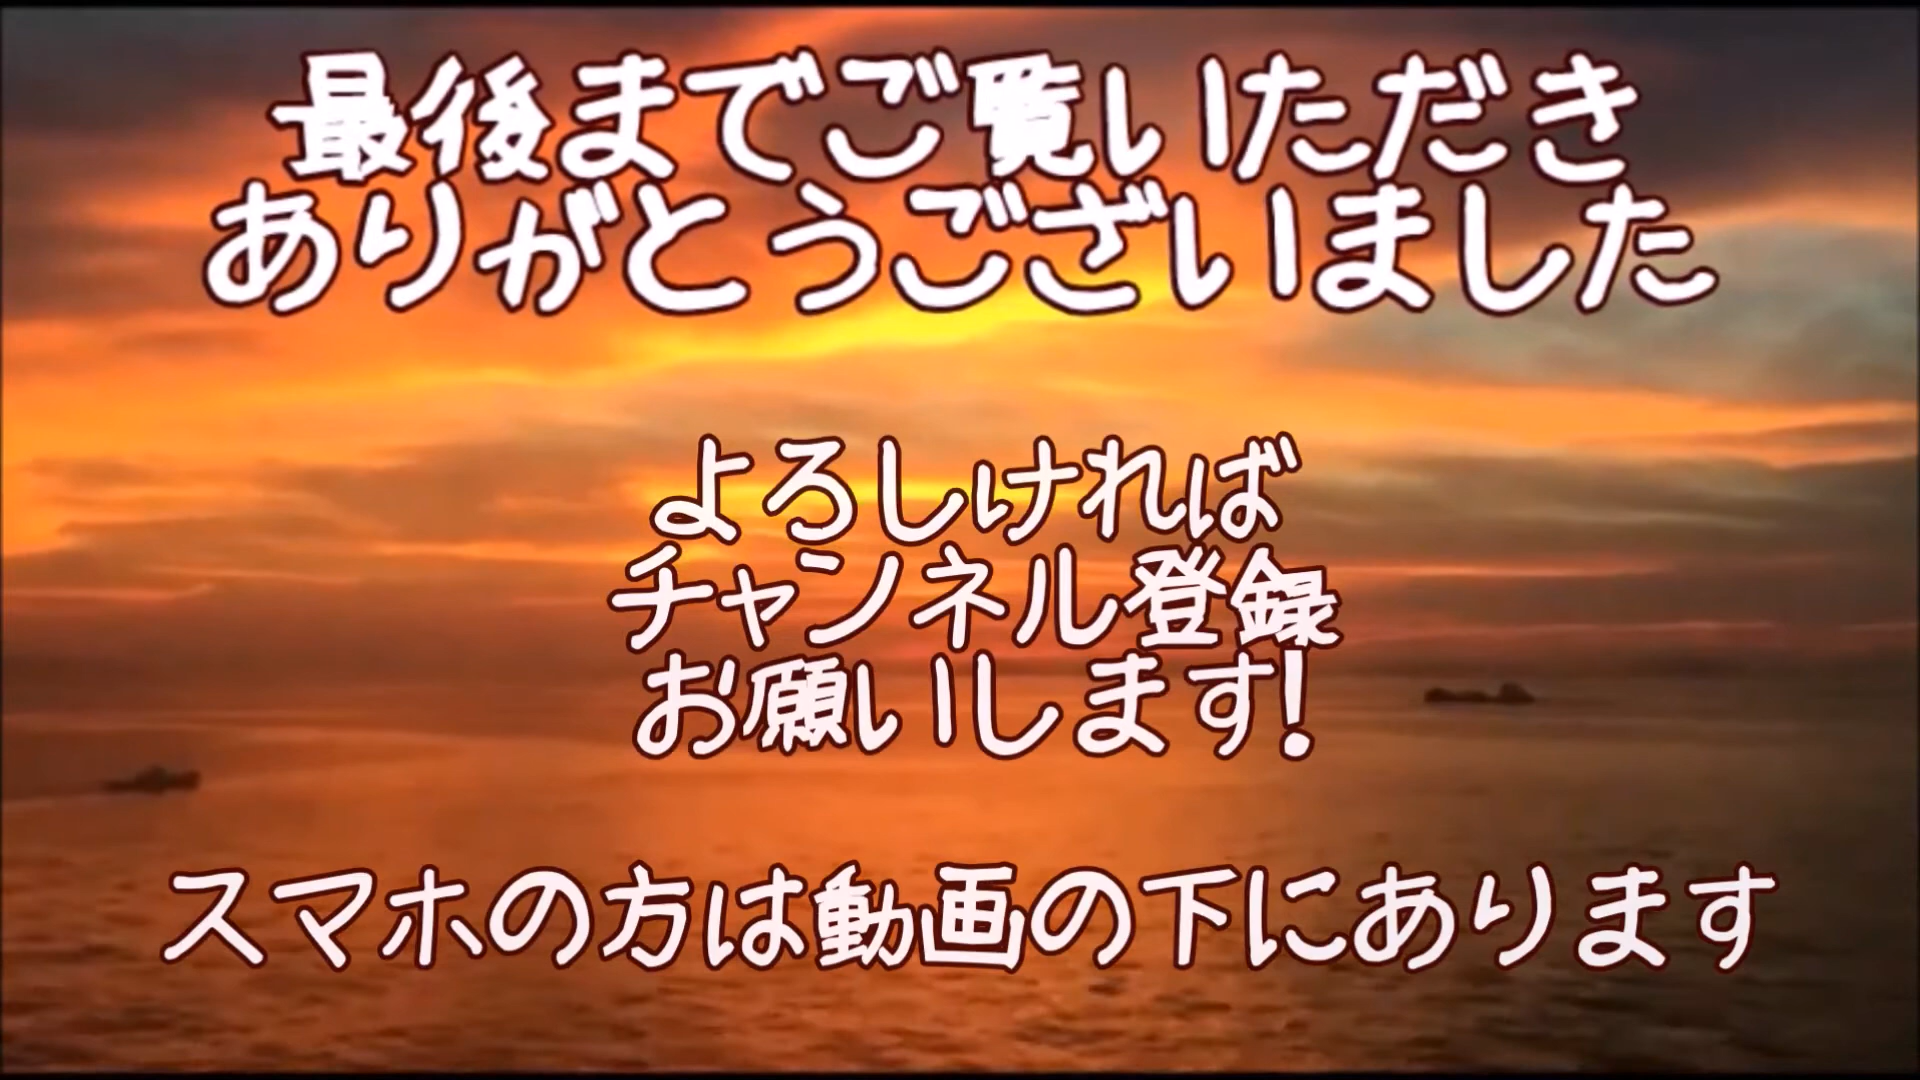 最後までご覧いただき
ありがとうございました
よろしければ
チャンネル登録
お願いします!
スマホの方は動画の下にあります